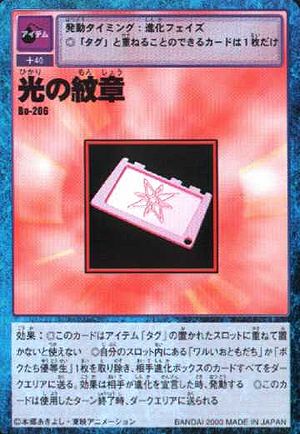 アイテム
+40
発動タイミング:進化フェイズ
◎「タグ」と重ねることのできるカードは1枚だけ
ひかり もんしょう
光の紋章
Bo-206
効果:◎このカードはアイテム「タグ」の置かれたスロットに重ねて置
かないと使えない ◎自分のスロット内にある「ワルいおともだち」か「ボ
クたち優等生」1枚を取り除き、相手進化ボックスのカードすべてをダ
ークエリアに送る。効果は相手が進化を宣言した時、発動する ◎このカ
ードは使用したターン終了時、ダークエリアに送られる
©本郷あきよし・東映アニメーション
BANDAI 2000 MADE IN JAPAN